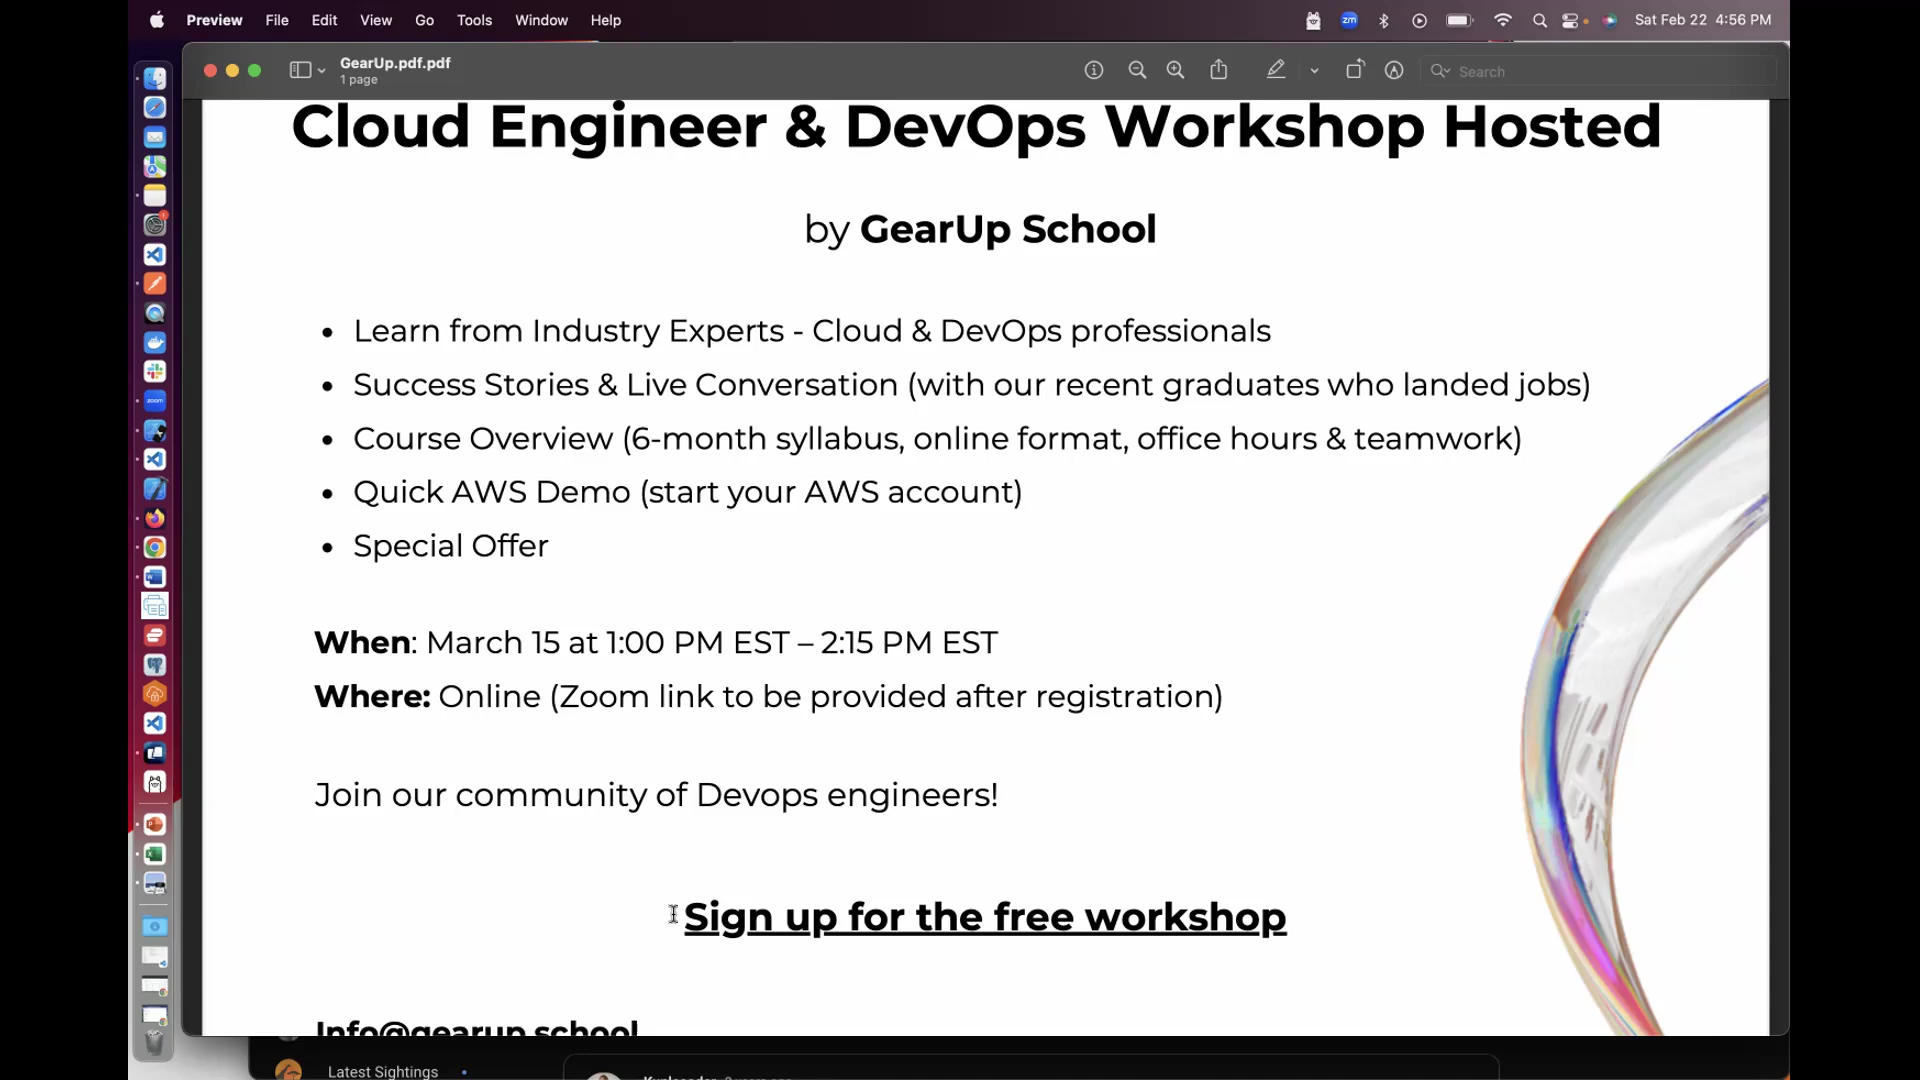 Preview File Edit View Go Tools Window Help
zm
Sat Feb 22 4:56 PM
GearUp.pdf.pdf
1 page
Search
Cloud Engineer & DevOps Workshop Hosted
by GearUp School
• Learn from Industry Experts - Cloud & DevOps professionals
• Success Stories & Live Conversation (with our recent graduates who landed jobs)
• Course Overview (6-month syllabus, online format, office hours & teamwork)
• Quick AWS Demo (start your AWS account)
• Special Offer
When: March 15 at 1:00 PM EST – 2:15 PM EST
Where: Online (Zoom link to be provided after registration)
Join our community of Devops engineers!
Sign up for the free workshop
Info@gearup.school
Latest Sightings
zoom